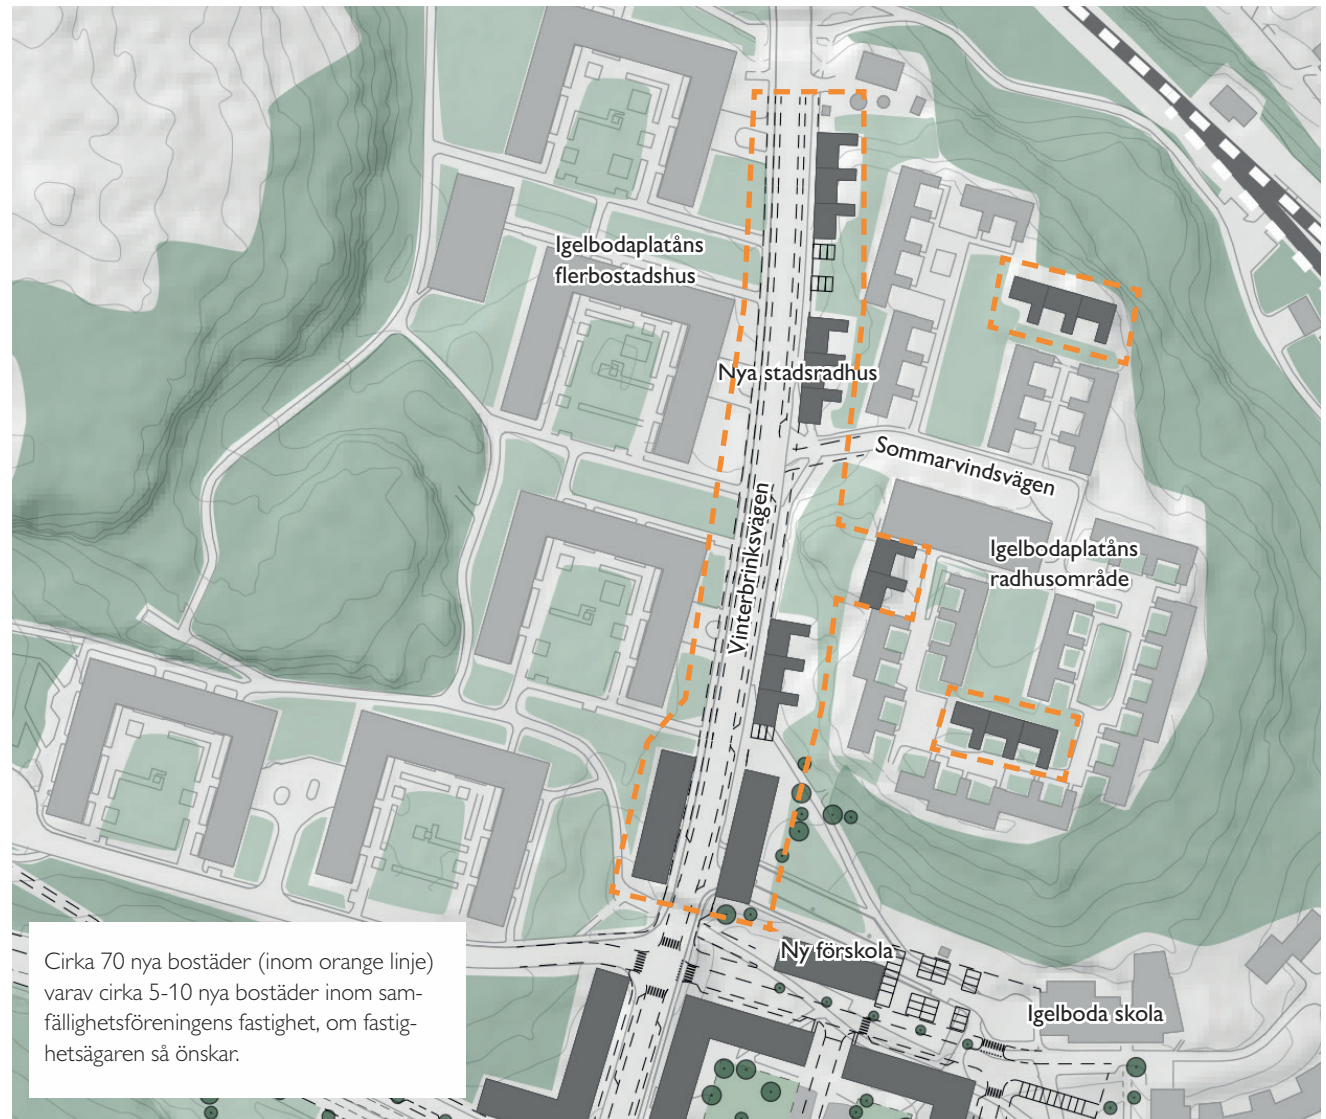 Igelbodaplatåns
flerbostadshus
Nya stadsradhus
Sommarvindsvägen
Vinterbrinksvägen
Igelbodaplatåns
radhusområde
Ny förskola
Igelboda skola
Cirka 70 nya bostäder (inom orange linje)
varav cirka 5-10 nya bostäder inom sam-
fällighetsföreningens fastighet, om fastig-
hetsägaren så önskar.